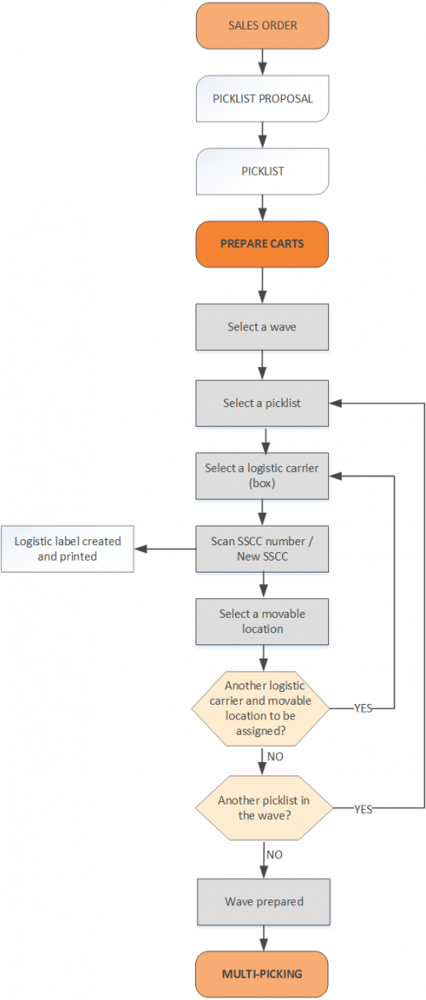 SALES ORDER
PICKLIST PROPOSAL
PICKLIST
PREPARE CARTS
Select a wave
Select a picklist
Select a logistic carrier
(box)
Logistic label created
and printed
Scan SSCC number /
New SSCC
Select a movable
location
Another logistic
carrier and movable
location to be
assigned?
YES
NO
Another picklist in
the wave?
YES
NO
Wave prepared
MULTI-PICKING